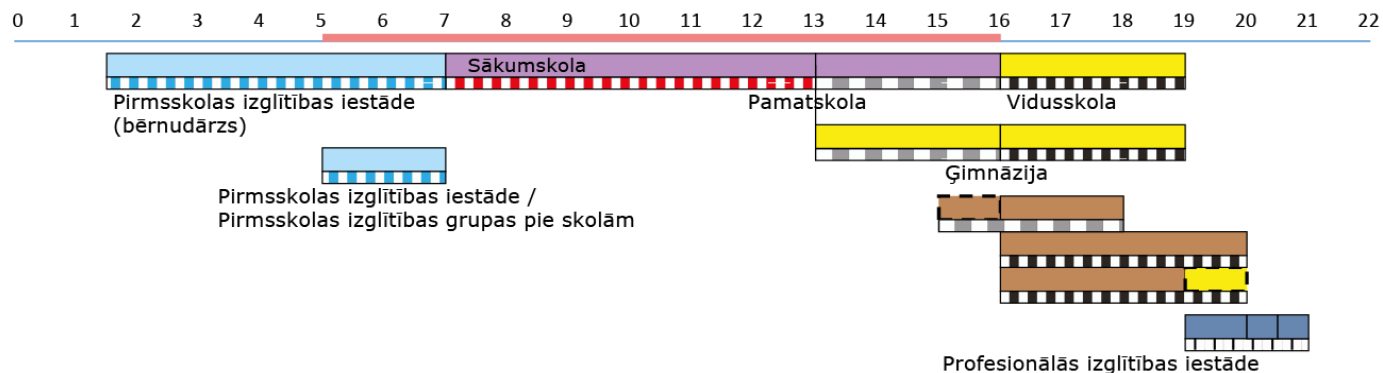 0 1 2 3 4 5 6 7 8 9 10 11 12 13 14 15 16 17 18 19 20 21 22
Sākumskola
Pirmsskolas izglītības iestāde
(bērnudārzs)
Pamatskola
Vidusskola
Ģimnāzija
Pirmsskolas izglītības iestāde /
Pirmsskolas izglītības grupas pie skolām
Profesionālās izglītības iestāde